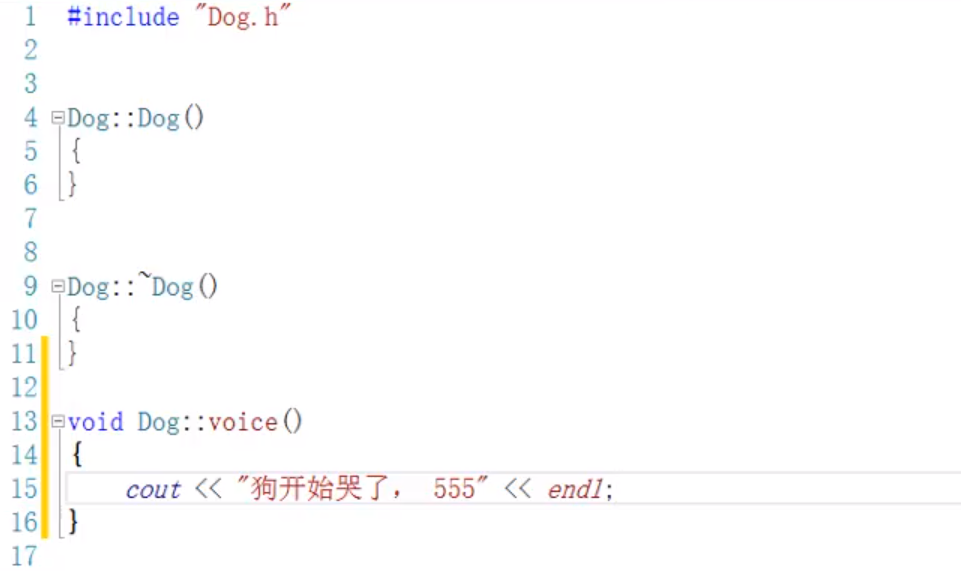 1 #include "Dog.h"
2
3
4 Dog::Dog()
5 {
6 }
7
8
9 Dog::~Dog()
10 {
11 }
12
13 void Dog::voice()
14 {
15 cout << "狗开始哭了， 555" << endl;
16 }
17